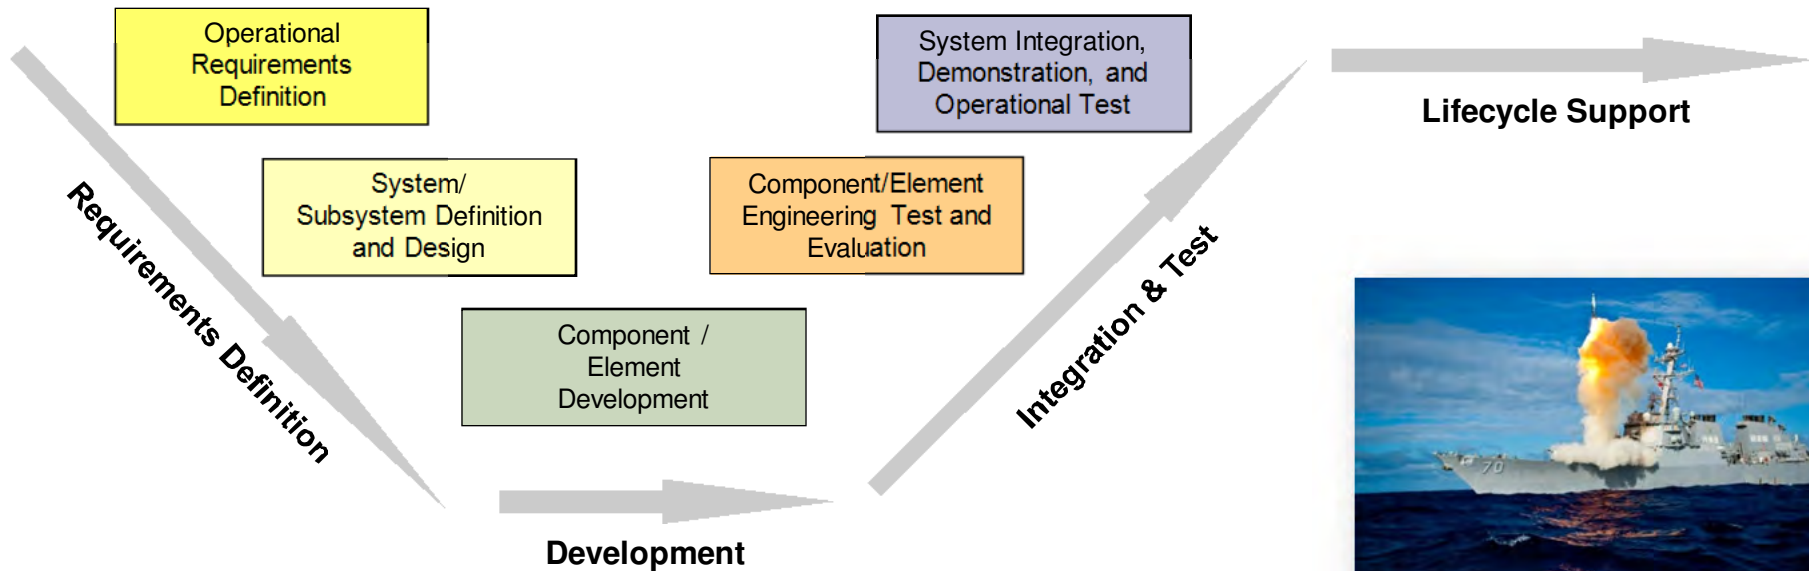 Operational
Requirements
Definition
System Integration,
Demonstration, and
Operational Test
Lifecycle Support
System/
Subsystem Definition
and Design
Component/Element
Engineering Test and
Evaluation
Requirements Definition
Component /
Element
Development
Integration & Test
Development
70